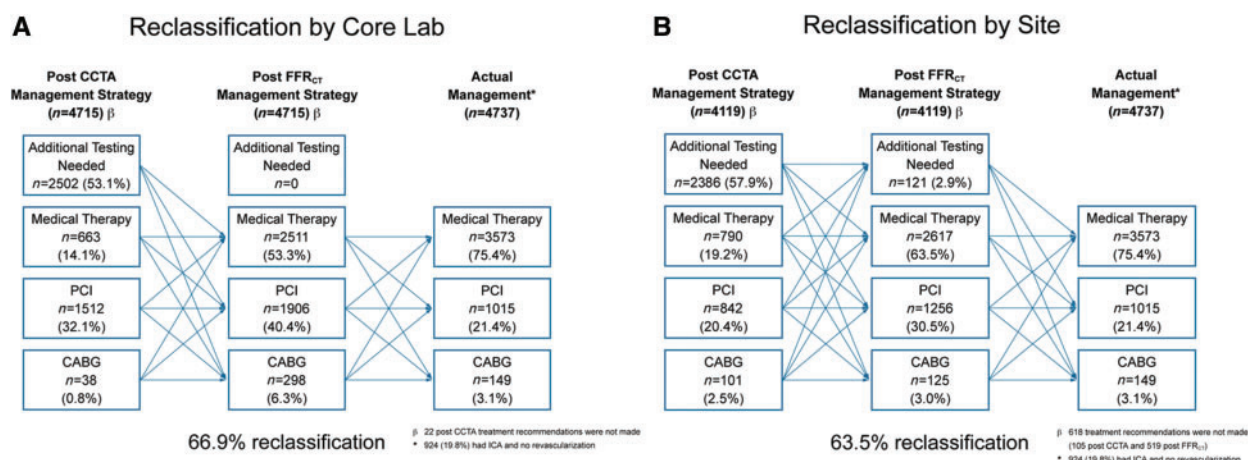 A
Reclassification by Core Lab
Post CCTA
Management Strategy
(n=4715) β
Post FFRCT
Management Strategy
(n=4715) β
Actual
Management*
(n=4737)
Additional Testing
Needed
n=2502 (53.1%)
Additional Testing
Needed
n=0
Medical Therapy
n=663
(14.1%)
Medical Therapy
n=2511
(53.3%)
Medical Therapy
n=3573
(75.4%)
PCI
n=1512
(32.1%)
PCI
n=1906
(40.4%)
PCI
n=1015
(21.4%)
CABG
n=38
(0.8%)
CABG
n=298
(6.3%)
CABG
n=149
(3.1%)
66.9% reclassification
β 22 post CCTA treatment recommendations were not made
* 924 (19.8%) had ICA and no revascularization
B
Reclassification by Site
Post CCTA
Management Strategy
(n=4119) β
Post FFRCT
Management Strategy
(n=4119) β
Actual
Management*
(n=4737)
Additional Testing
Needed
n=2386 (57.9%)
Additional Testing
Needed
n=121 (2.9%)
Medical Therapy
n=790
(19.2%)
Medical Therapy
n=2617
(63.5%)
Medical Therapy
n=3573
(75.4%)
PCI
n=842
(20.4%)
PCI
n=1256
(30.5%)
PCI
n=1015
(21.4%)
CABG
n=101
(2.5%)
CABG
n=125
(3.0%)
CABG
n=149
(3.1%)
63.5% reclassification
β 618 treatment recommendations were not made
(105 post CCTA and 519 post FFRCT)
* 924 (19.8%) had ICA and no revascularization